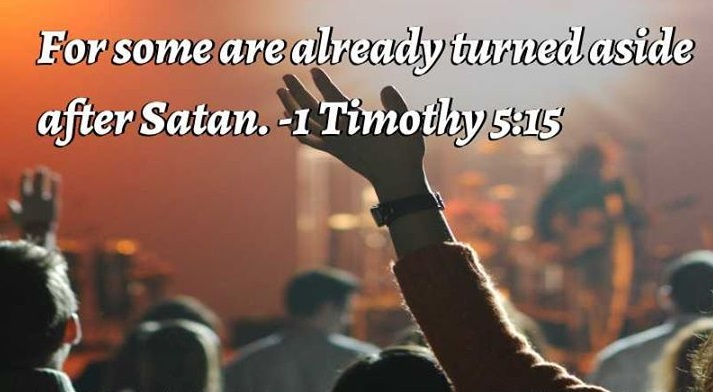 For some are already turned aside
after Satan. -1 Timothy 5:15